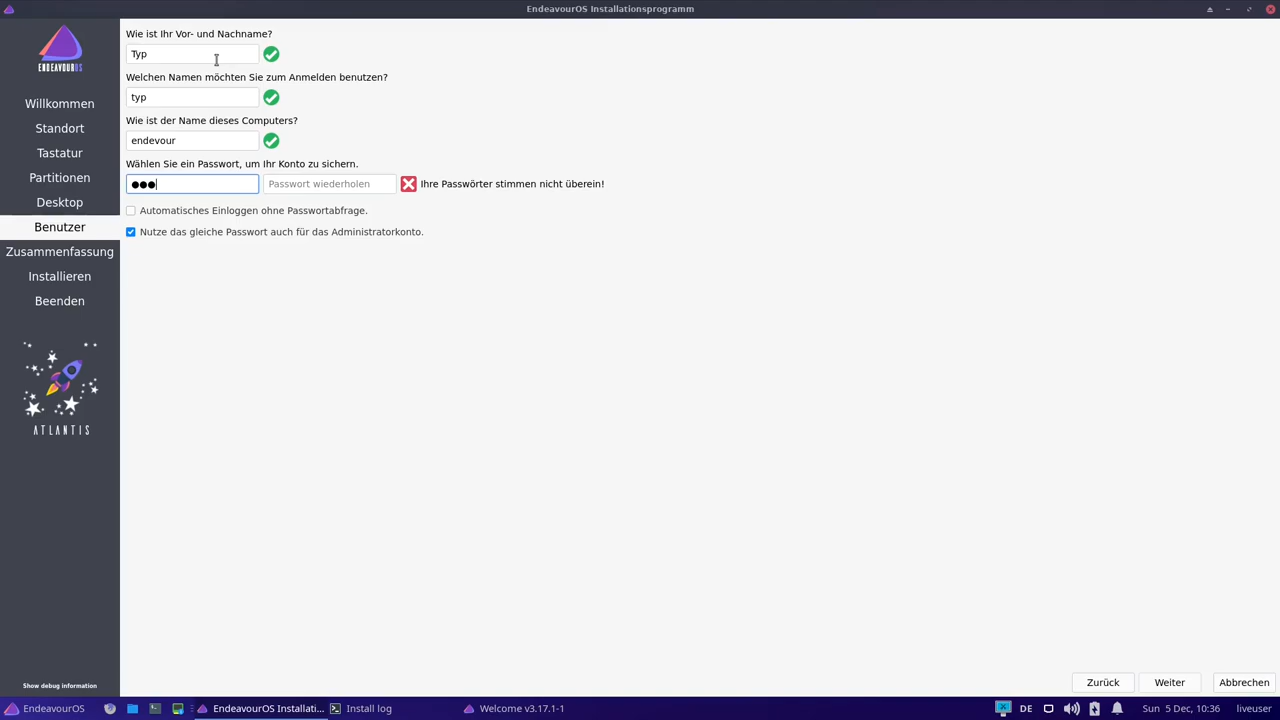 EndeavourOS Installationsprogramm
ENDEAVOUROS
Willkommen
Standort
Tastatur
Partitionen
Desktop
Benutzer
Zusammenfassung
Installieren
Beenden
ATLANTIS
Show debug information
Wie ist Ihr Vor- und Nachname?
Typ
Welchen Namen möchten Sie zum Anmelden benutzen?
typ
Wie ist der Name dieses Computers?
endevour
Wählen Sie ein Passwort, um Ihr Konto zu sichern.
●●● Passwort wiederholen Ihre Passwörter stimmen nicht überein!
Automatisches Einloggen ohne Passwortabfrage.
Nutze das gleiche Passwort auch für das Administratorkonto.
Zurück Weiter Abbrechen
EndeavourOS EndeavourOS Installati... Install log Welcome v3.17.1-1 DE Sun 5 Dec, 10:36 liveuser